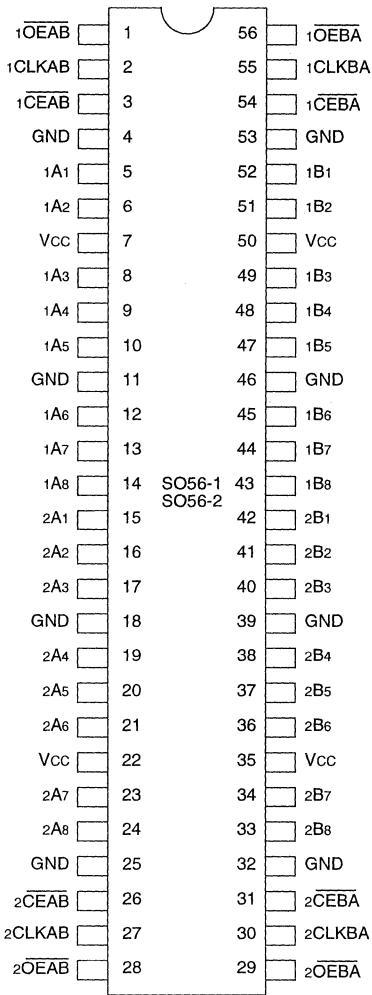 1OEAB 1 56 1OEBA
1CLKAB 2 55 1CLKBA
1CEAB 3 54 1CEBA
GND 4 53 GND
1A1 5 52 1B1
1A2 6 51 1B2
VCC 7 50 VCC
1A3 8 49 1B3
1A4 9 48 1B4
1A5 10 47 1B5
GND 11 46 GND
1A6 12 45 1B6
1A7 13 44 1B7
1A8 14 SO56-1 43 1B8
SO56-2
2A1 15 42 2B1
2A2 16 41 2B2
2A3 17 40 2B3
GND 18 39 GND
2A4 19 38 2B4
2A5 20 37 2B5
2A6 21 36 2B6
VCC 22 35 VCC
2A7 23 34 2B7
2A8 24 33 2B8
GND 25 32 GND
2CEAB 26 31 2CEBA
2CLKAB 27 30 2CLKBA
2OEAB 28 29 2OEBA